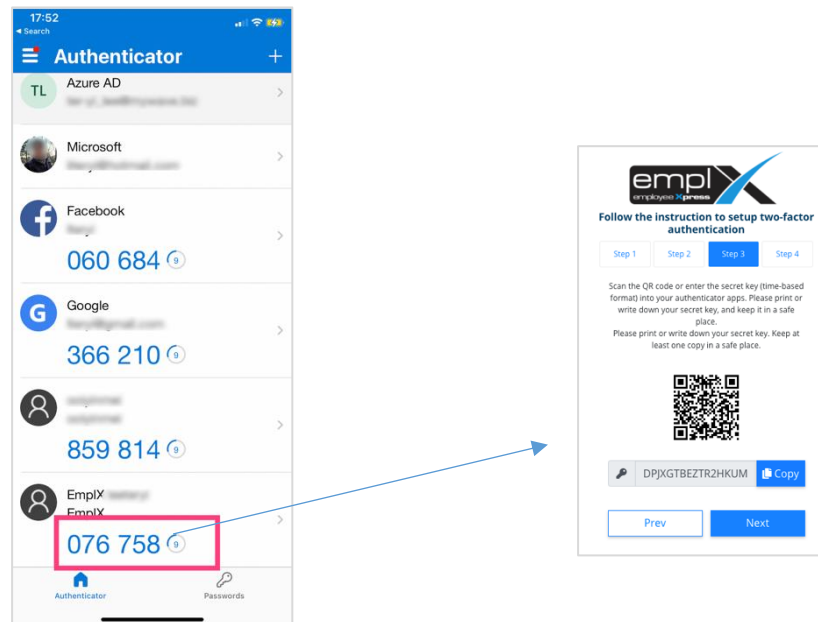 17:52
Search
Authenticator
TL
Azure AD
Microsoft
Facebook
060 684
9
G
Google
366 210
9
859 814
9
EmplX
EmplX
076 758
9
Authenticator
Passwords
emplX
employee Xpress
Follow the instruction to setup two-factor
authentication
Step 1
Step 2
Step 3
Step 4
Scan the QR code or enter the secret key (time-based
format) into your authenticator apps. Please print or
write down your secret key, and keep it in a safe
place.
Please print or write down your secret key. Keep at
least one copy in a safe place.
DPJXGTBEZTR2HKUM
Copy
Prev
Next